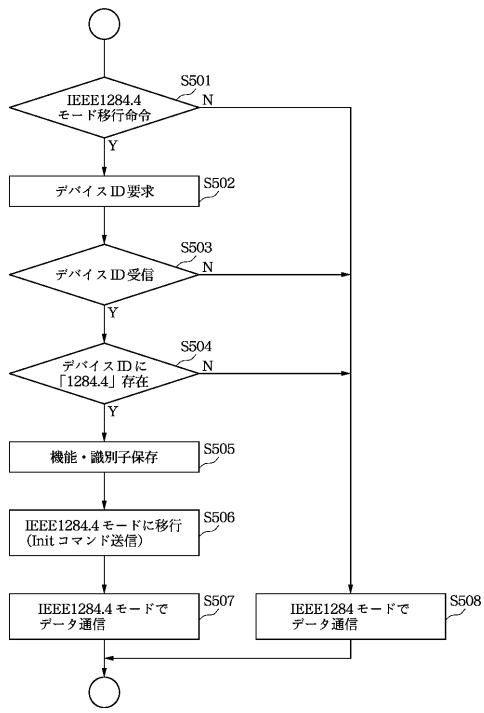 S501
IEEE1284.4
モード移行命令
N
Y
デバイスID要求
S502
S503
デバイスID受信
N
Y
S504
デバイスIDに
「1284.4」存在
N
Y
機能・識別子保存
S505
IEEE1284.4モードに移行
(Initコマンド送信)
S506
IEEE1284.4モードで
データ通信
S507
IEEE1284モードで
データ通信
S508